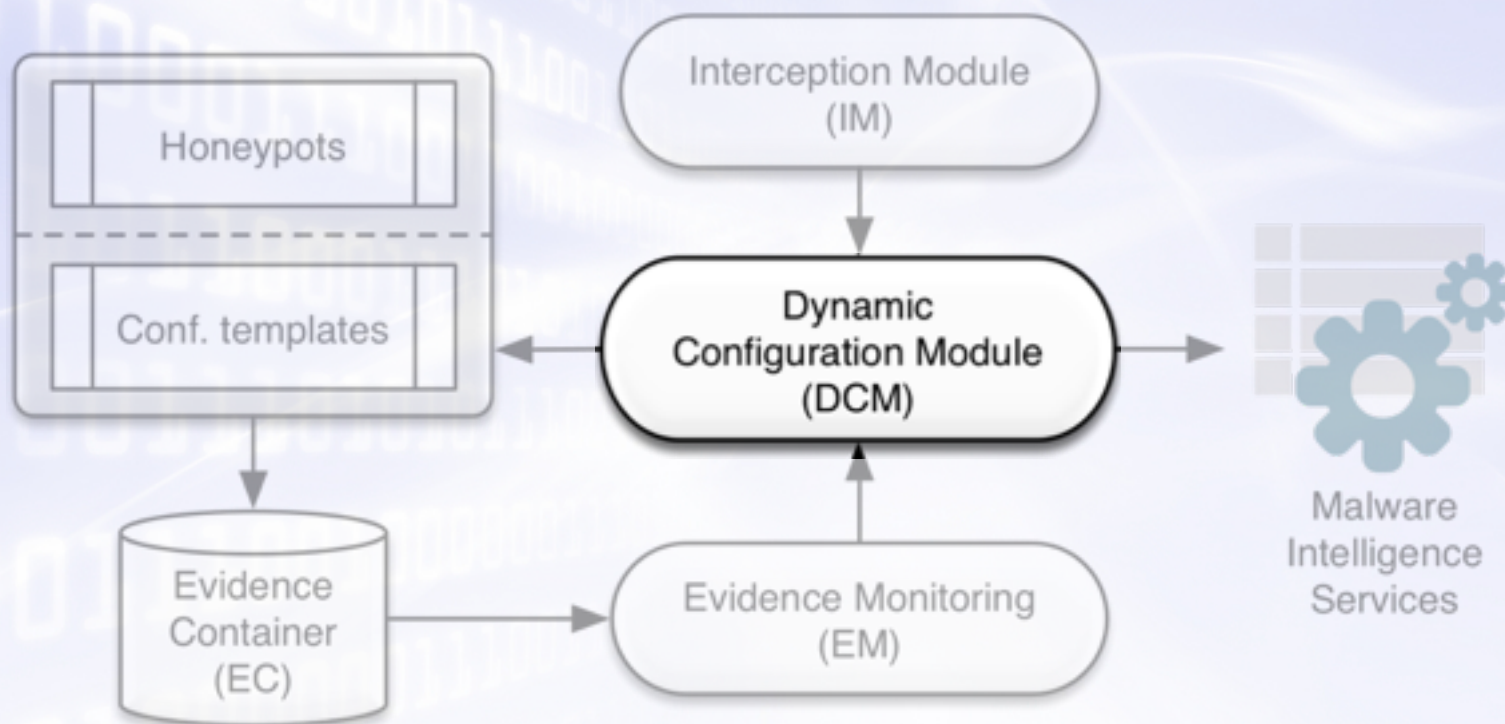 Honeypots
Conf. templates
Evidence
Container
(EC)
Interception Module
(IM)
Dynamic
Configuration Module
(DCM)
Evidence Monitoring
(EM)
Malware
Intelligence
Services